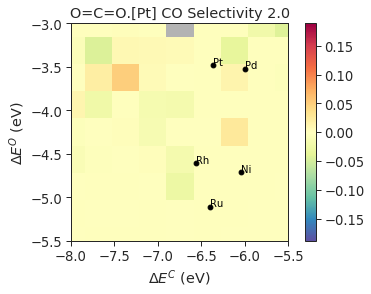 O=C=O.[Pt] CO Selectivity 2.0
−3.0
−3.5
−4.0
−4.5
−5.0
−5.5
ΔE^O (eV)
Pt
Pd
Rh
Ni
Ru
−8.0 −7.5 −7.0 −6.5 −6.0 −5.5
ΔE^C (eV)
0.15
0.10
0.05
0.00
−0.05
−0.10
−0.15